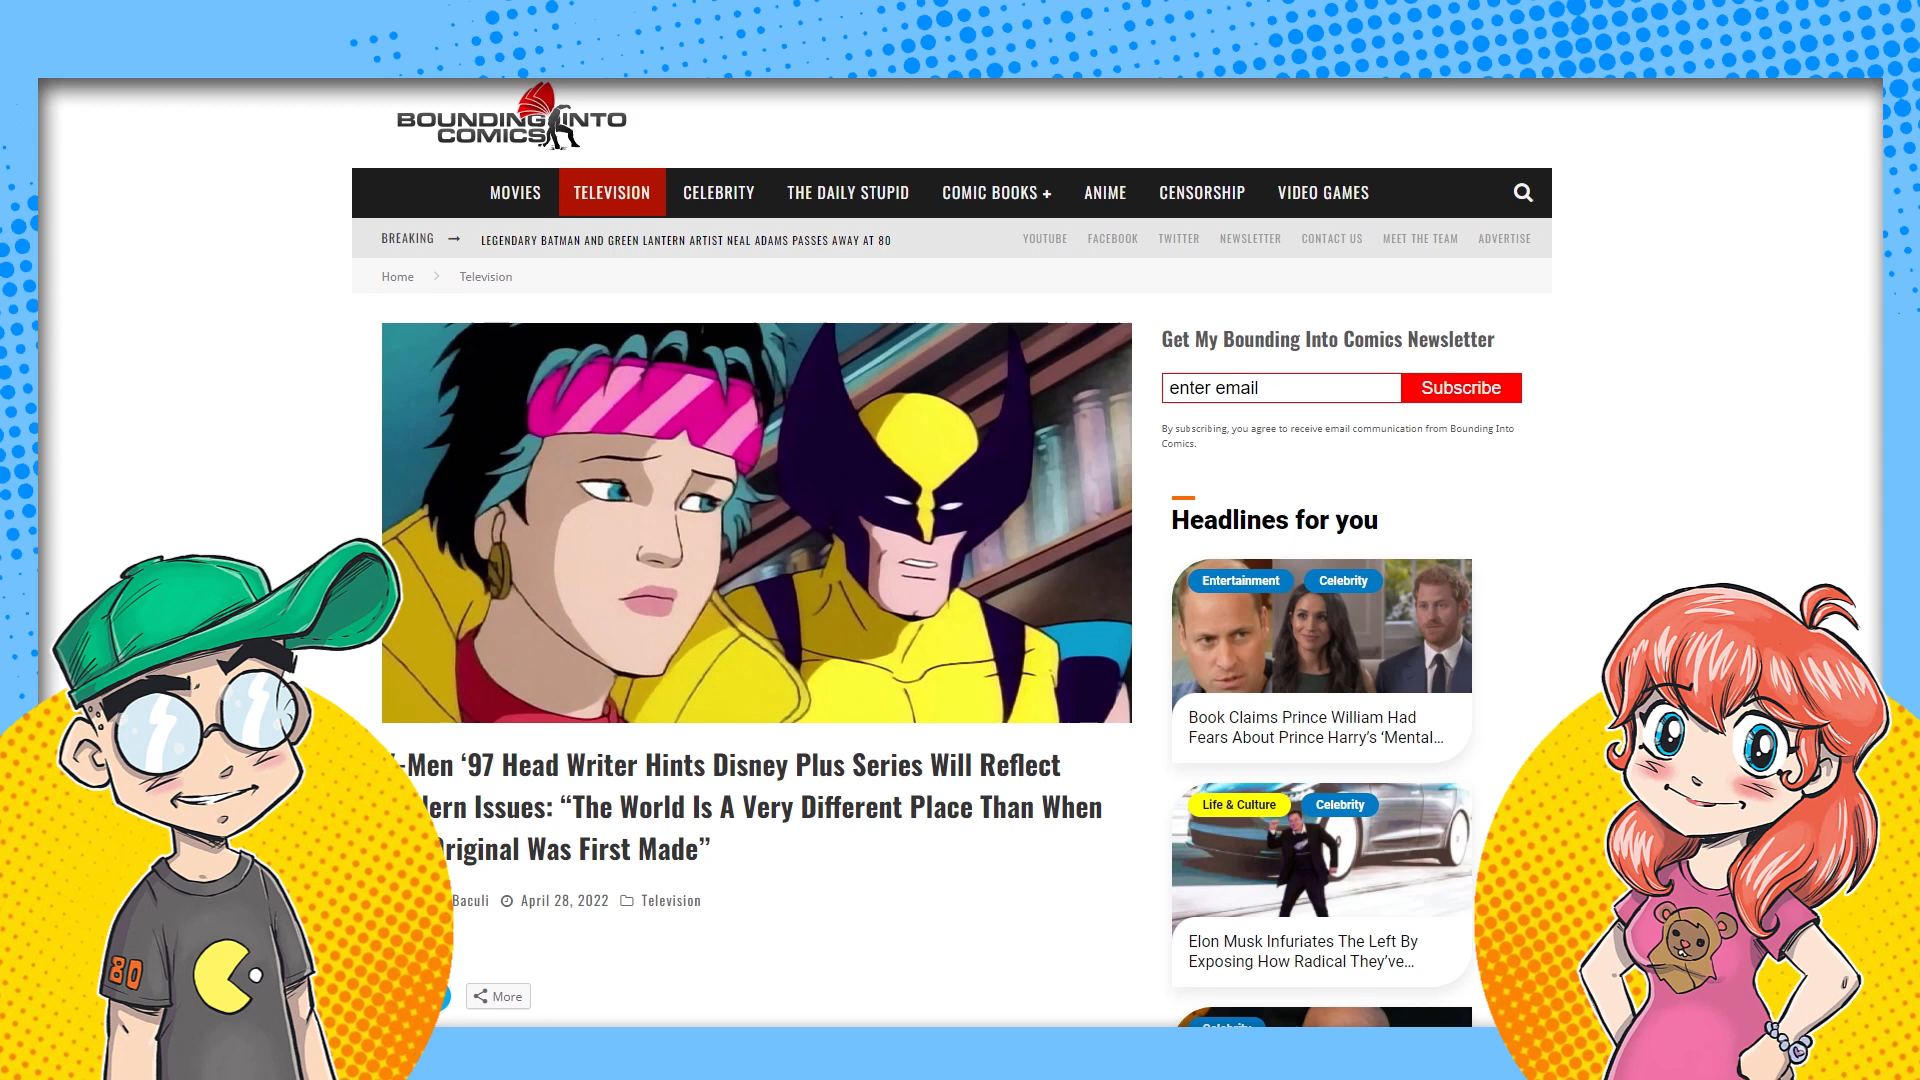 BOUNDING INTO
COMICS
MOVIES TELEVISION CELEBRITY THE DAILY STUPID COMIC BOOKS + ANIME CENSORSHIP VIDEO GAMES
BREAKING → LEGENDARY BATMAN AND GREEN LANTERN ARTIST NEAL ADAMS PASSES AWAY AT 80
YOUTUBE FACEBOOK TWITTER NEWSLETTER CONTACT US MEET THE TEAM ADVERTISE
Home > Television
-Men ‘97 Head Writer Hints Disney Plus Series Will Reflect
ern Issues: “The World Is A Very Different Place Than When
riginal Was First Made”
Baculi April 28, 2022 Television
More
Get My Bounding Into Comics Newsletter
enter email Subscribe
By subscribing, you agree to receive email communication from Bounding Into
Comics.
Headlines for you
Entertainment Celebrity
Book Claims Prince William Had
Fears About Prince Harry’s ‘Mental...
Life & Culture Celebrity
Elon Musk Infuriates The Left By
Exposing How Radical They’ve...
Celebrity
80